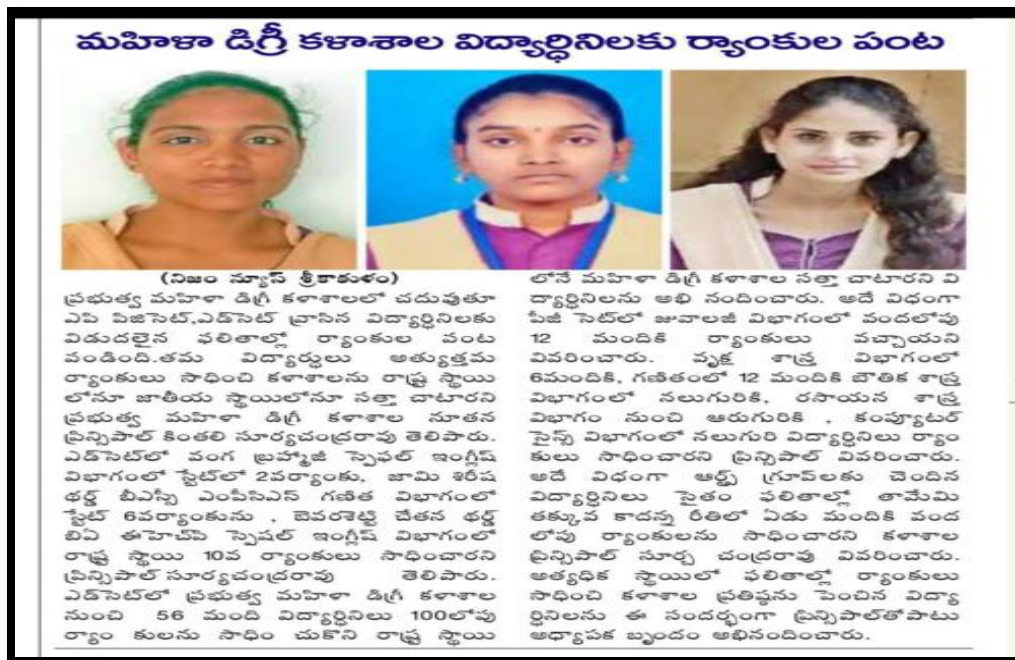 మహిళా డిగ్రీ కళాశాల విద్యార్ధినిలకు ర్యాంకుల పంట
(నిజం న్యూస్ శ్రీకాకుళం)
ప్రభుత్వ మహిళా డిగ్రీ కళాశాలలో చదువుతూ
ఎపి పిజిసెట్,ఎడ్‌సెట్ వ్రాసిన విద్యార్ధినిలకు
విడుదలైన ఫలితాల్లో ర్యాంకుల పంట
పండింది.తమ విద్యార్థులు అత్యుత్తమ
ర్యాంకులు సాధించి కళాశాలను రాష్ట్ర స్థాయి
లోనూ జాతీయ స్థాయిలోనూ సత్తా చాటారని
ప్రభుత్వ మహిళా డిగ్రీ కళాశాల నూతన
ప్రిన్సిపాల్ కింతలి సూర్యచంద్రరావు తెలిపారు.
ఎడ్‌సెట్‌లో వంగ బ్రహ్మాజీ స్పెషల్ ఇంగ్లీష్
విభాగంలో స్టేట్‌లో 2వర్యాంకు, జామి శిరీష
థర్డ్ బీఎస్సీ ఎంపీసిఎస్ గణిత విభాగంలో
స్టేట్ 6వర్యాంకును , బెవరశెట్టి చేతన థర్డ్
బిఏ ఈహెచ్‌పి స్పెషల్ ఇంగ్లీష్ విభాగంలో
రాష్ట్ర స్థాయి 10వ ర్యాంకులు సాధించారని
ప్రిన్సిపాల్ సూర్యచంద్రరావు తెలిపారు.
ఎడ్‌సెట్‌లో ప్రభుత్వ మహిళా డిగ్రీ కళాశాల
నుంచి 56 మంది విద్యార్ధినిలు 100లోపు
ర్యాం కులను సాధిం చుకొని రాష్ట్ర స్థాయి
లోనే మహిళా డిగ్రీ కళాశాల సత్తా చాటారని వి
ద్యార్ధినిలను అభి నందించారు. అదే విధంగా
పీజీ సెట్‌లో జువాలజీ విభాగంలో వందలోపు
12 మందికి ర్యాంకులు వచ్చాయని
వివరించారు. వృక్ష శాస్త్ర విభాగంలో
6మందికి, గణితంలో 12 మందికి బౌతిక శాస్త్ర
విభాగంలో నలుగురికి, రసాయన శాస్త్ర
విభాగం నుంచి ఆరుగురికి , కంప్యూటర్
సైన్స్ విభాగంలో నలుగురి విద్యార్ధినిలు ర్యాం
కులు సాధించారని ప్రిన్సిపాల్ వివరించారు.
అదే విధంగా ఆర్ట్స్ గ్రూప్‌లకు చెందిన
విద్యార్ధినిలు సైతం ఫలితాల్లో తామేమి
తక్కువ కాదన్న రీతిలో ఏడు మందికి వంద
లోపు ర్యాంకులను సాధించారని కళాశాల
ప్రిన్సిపాల్ సూర్చ చంద్రరావు వివరించారు.
అత్యధిక స్థాయిలో ఫలితాల్లో ర్యాంకులు
సాధించి కళాశాల ప్రతిష్ఠను పెంచిన విద్యా
ర్ధినిలను ఈ సందర్భంగా ప్రిన్సిపాల్‌తోపాటు
అధ్యాపక బృందం అభినందించారు.